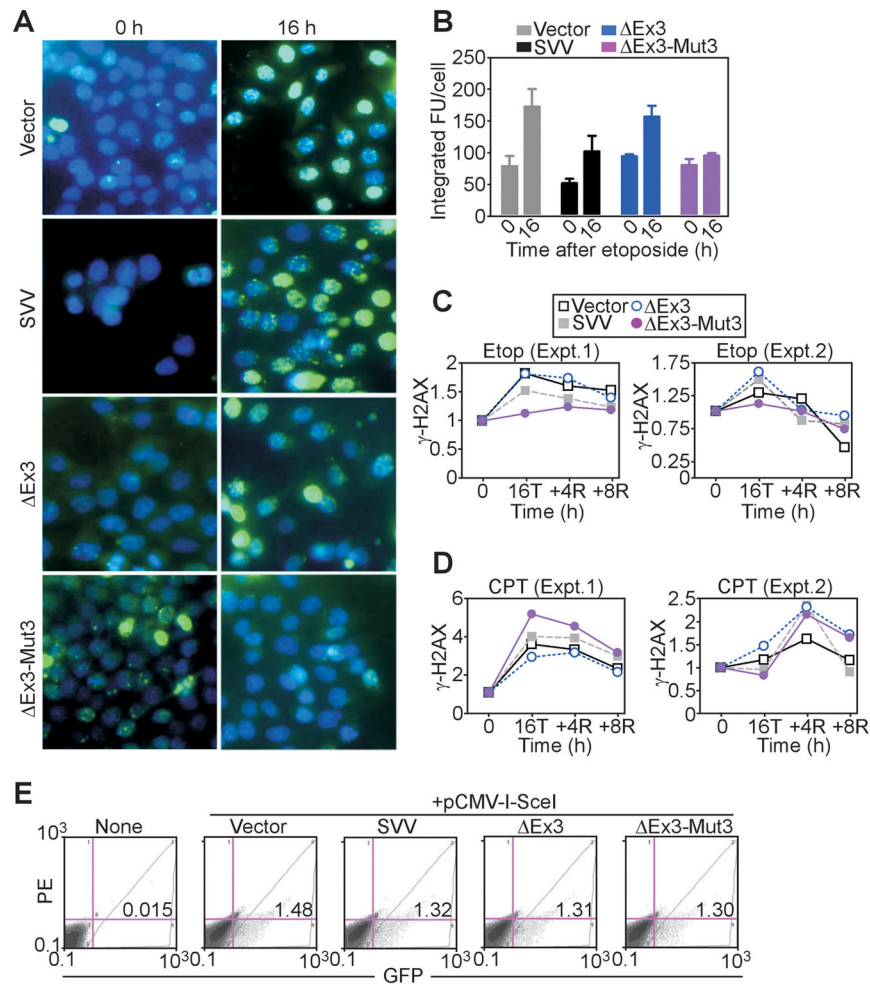 A
0 h 16 h
Vector
SVV
ΔEx3
ΔEx3-Mut3
B
Vector ΔEx3
SVV ΔEx3-Mut3
Integrated FU/cell
250
200
150
100
50
0
0 16 0 16 0 16 0 16
Time after etoposide (h)
C
Vector ΔEx3
SVV ΔEx3-Mut3
Etop (Expt.1) Etop (Expt.2)
γ-H2AX
2
1.5
1
0.5
0
0 16T +4R +8R
Time (h)
γ-H2AX
1.75
1.25
0.75
0.25
0 16T +4R +8R
Time (h)
D
CPT (Expt.1) CPT (Expt.2)
γ-H2AX
6
4
2
0
0 16T +4R +8R
Time (h)
γ-H2AX
2.5
2
1.5
1
0.5
0
0 16T +4R +8R
Time (h)
E
+pCMV-I-SceI
None Vector SVV ΔEx3 ΔEx3-Mut3
10³
PE
0.015 1.48 1.32 1.31 1.30
0.1
0.1 10³ 0.1 10³ 0.1 10³ 0.1 10³ 0.1 10³
GFP